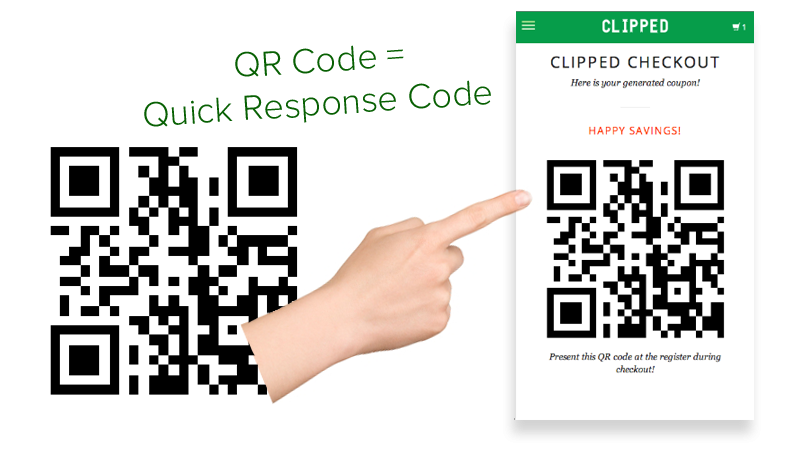 QR Code =
Quick Response Code
CLIPPED
1
CLIPPED CHECKOUT
Here is your generated coupon!
HAPPY SAVINGS!
Present this QR code at the register during
checkout!